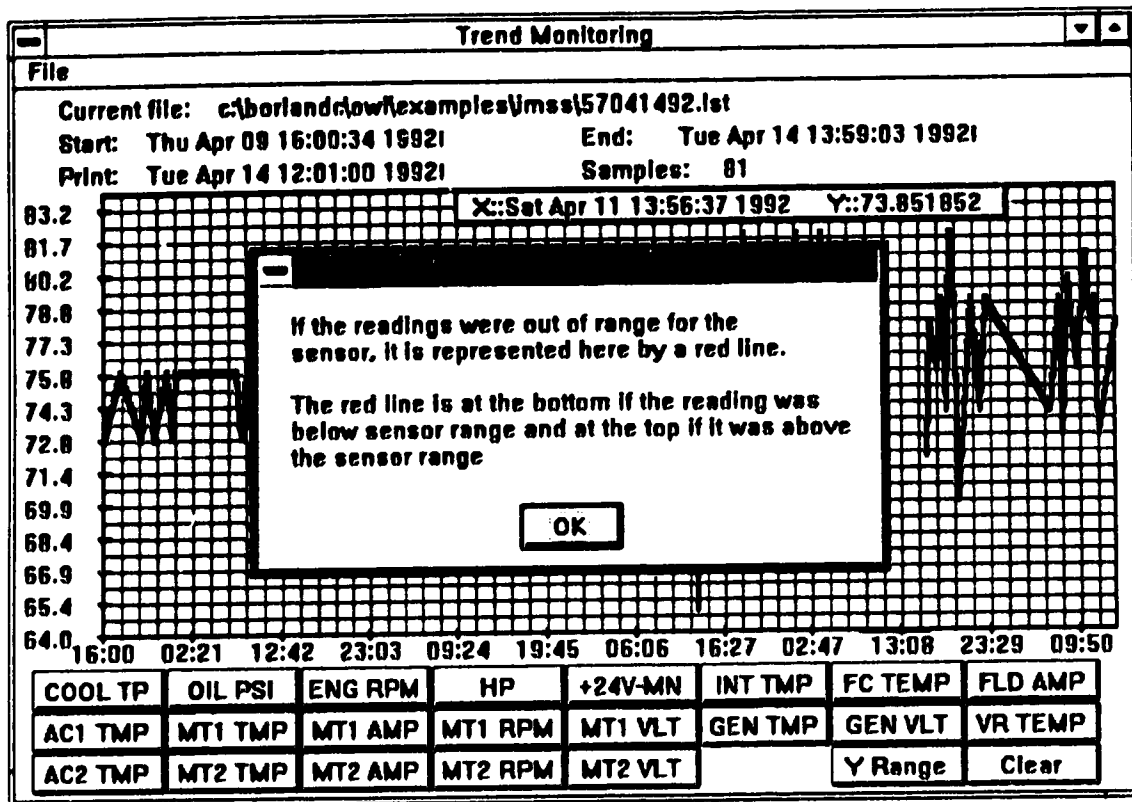 Trend Monitoring
File
Current file: c:\borlandc\owl\examples\jmss\57041492.lst
Start: Thu Apr 09 16:00:34 1992! End: Tue Apr 14 13:59:03 1992!
Print: Tue Apr 14 12:01:00 1992! Samples: 81
X::Sat Apr 11 13:56:37 1992 Y::73.851852
83.2
81.7
80.2
78.8
77.3
75.8
74.3
72.8
71.4
69.9
68.4
66.9
65.4
64.0
If the readings were out of range for the
sensor, it is represented here by a red line.
The red line is at the bottom if the reading was
below sensor range and at the top if it was above
the sensor range
OK
16:00 02:21 12:42 23:03 09:24 19:45 06:06 16:27 02:47 13:08 23:29 09:50
COOL TP OIL PSI ENG RPM HP +24V-MN INT TMP FC TEMP FLD AMP
AC1 TMP MT1 TMP MT1 AMP MT1 RPM MT1 VLT GEN TMP GEN VLT VR TEMP
AC2 TMP MT2 TMP MT2 AMP MT2 RPM MT2 VLT Y Range Clear